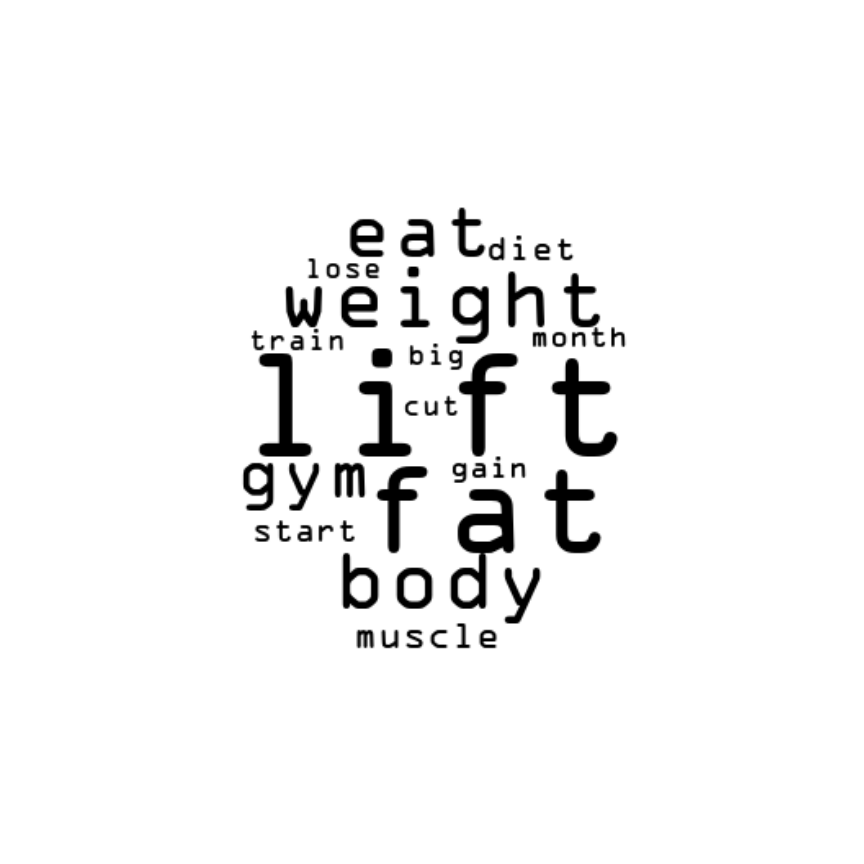 eat diet
lose
weight
train month
big
lift
cut
gym gain
fat
start
body
muscle